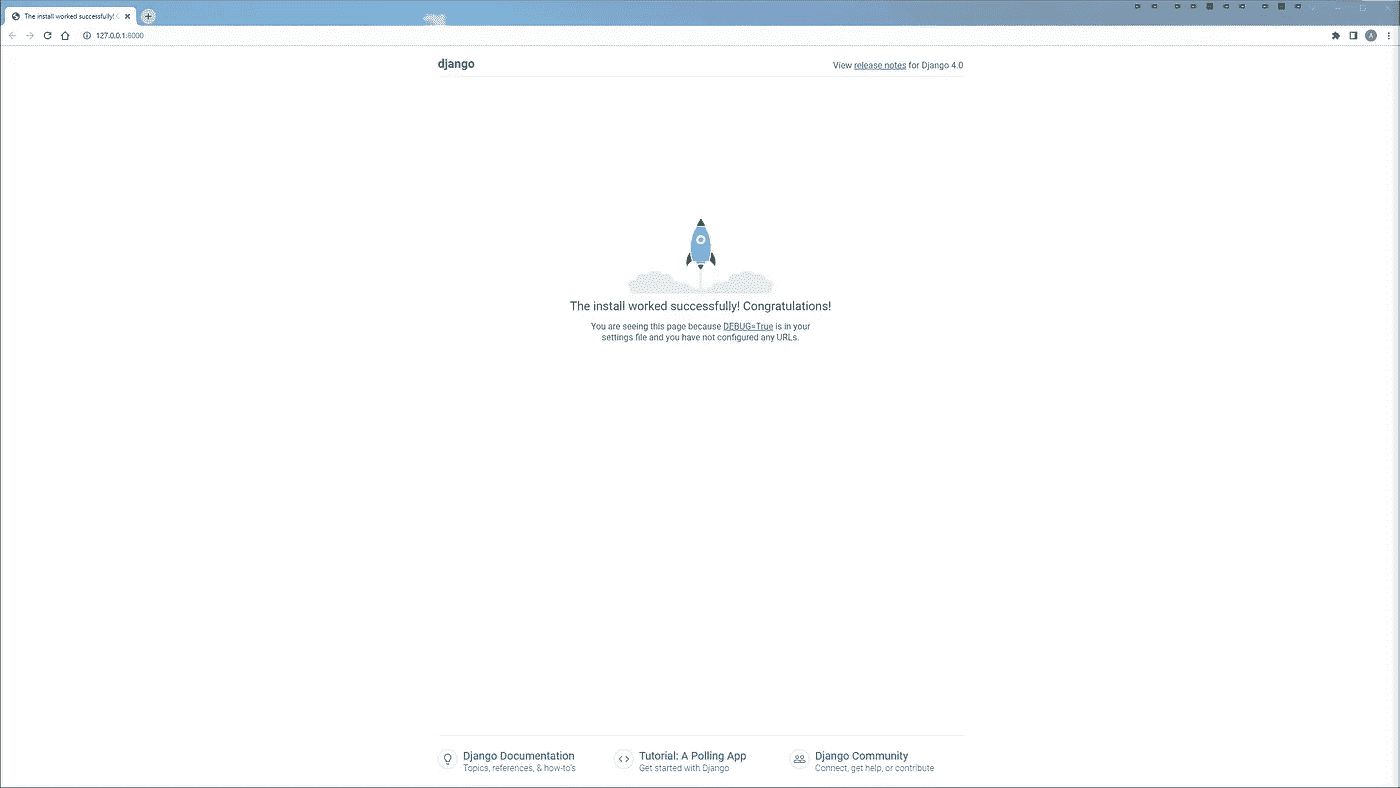 The install worked successfully!
127.0.0.1:8000
A
django
View release notes for Django 4.0
The install worked successfully! Congratulations!
You are seeing this page because DEBUG=True is in your
settings file and you have not configured any URLs.
Django Documentation
Topics, references, & how-to's
Tutorial: A Polling App
Get started with Django
Django Community
Connect, get help, or contribute